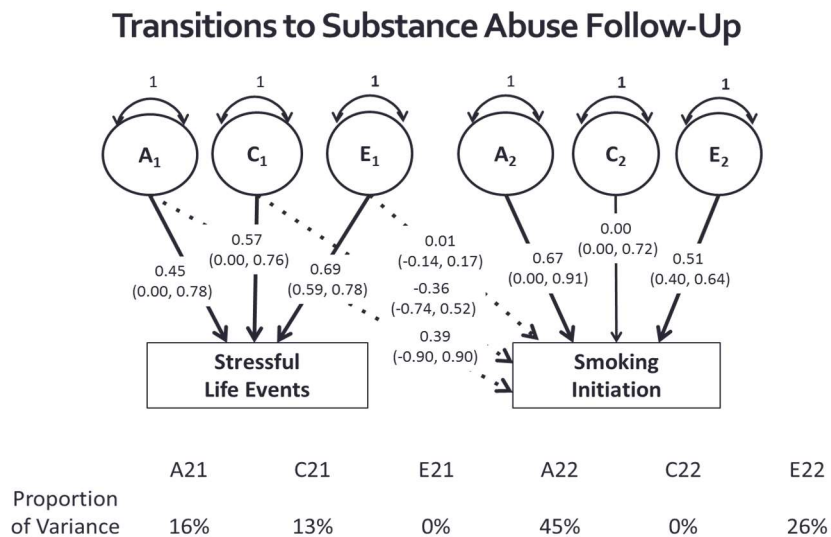 Transitions to Substance Abuse Follow-Up
1 1 1 1 1 1
A1 C1 E1 A2 C2 E2
0.57
(0.00, 0.76)
0.45
(0.00, 0.78)
0.69
(0.59, 0.78)
0.01
(-0.14, 0.17)
-0.36
(-0.74, 0.52)
0.39
(-0.90, 0.90)
0.67
(0.00, 0.91)
0.00
(0.00, 0.72)
0.51
(0.40, 0.64)
Stressful
Life Events
Smoking
Initiation
A21 C21 E21 A22 C22 E22
Proportion
of Variance 16% 13% 0% 45% 0% 26%